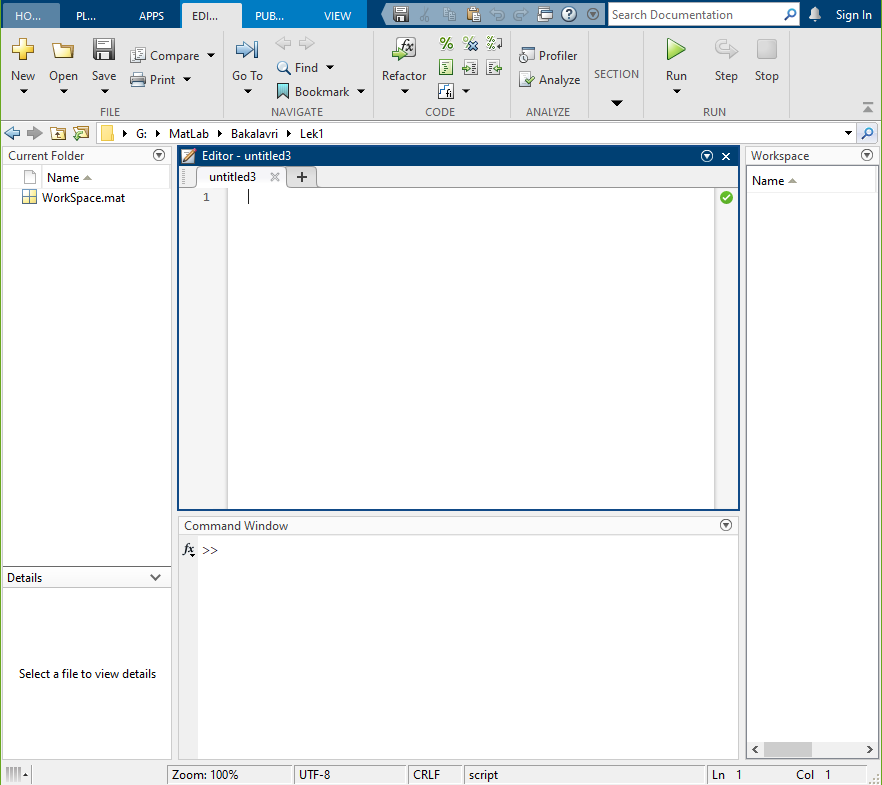 HO... PL... APPS EDI... PUB... VIEW Search Documentation Sign In
New Open Save Compare Print Go To Find Bookmark Refactor Profiler Analyze SECTION Run Step Stop
FILE NAVIGATE CODE ANALYZE RUN
G: MatLab Bakalavri Lek1
Current Folder
Name
WorkSpace.mat
Editor - untitled3
untitled3
1
Workspace
Name
Command Window
fx >>
Details
Select a file to view details
Zoom: 100% UTF-8 CRLF script Ln 1 Col 1